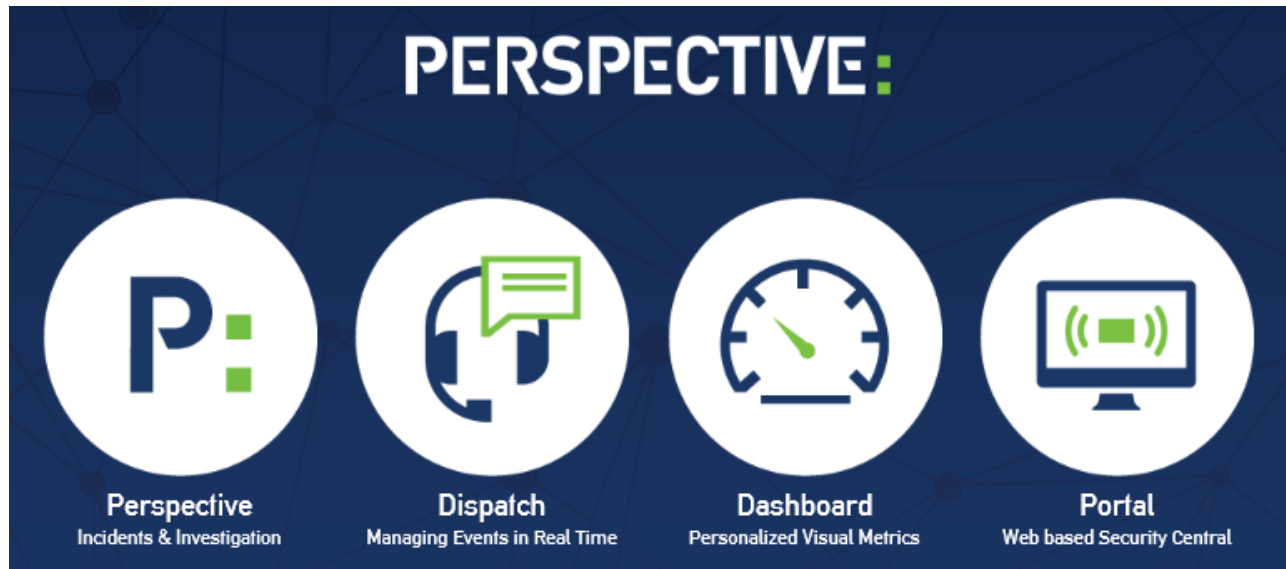 PERSPECTIVE:
P:
Perspective
Incidents & Investigation
Dispatch
Managing Events in Real Time
Dashboard
Personalized Visual Metrics
Portal
Web based Security Central